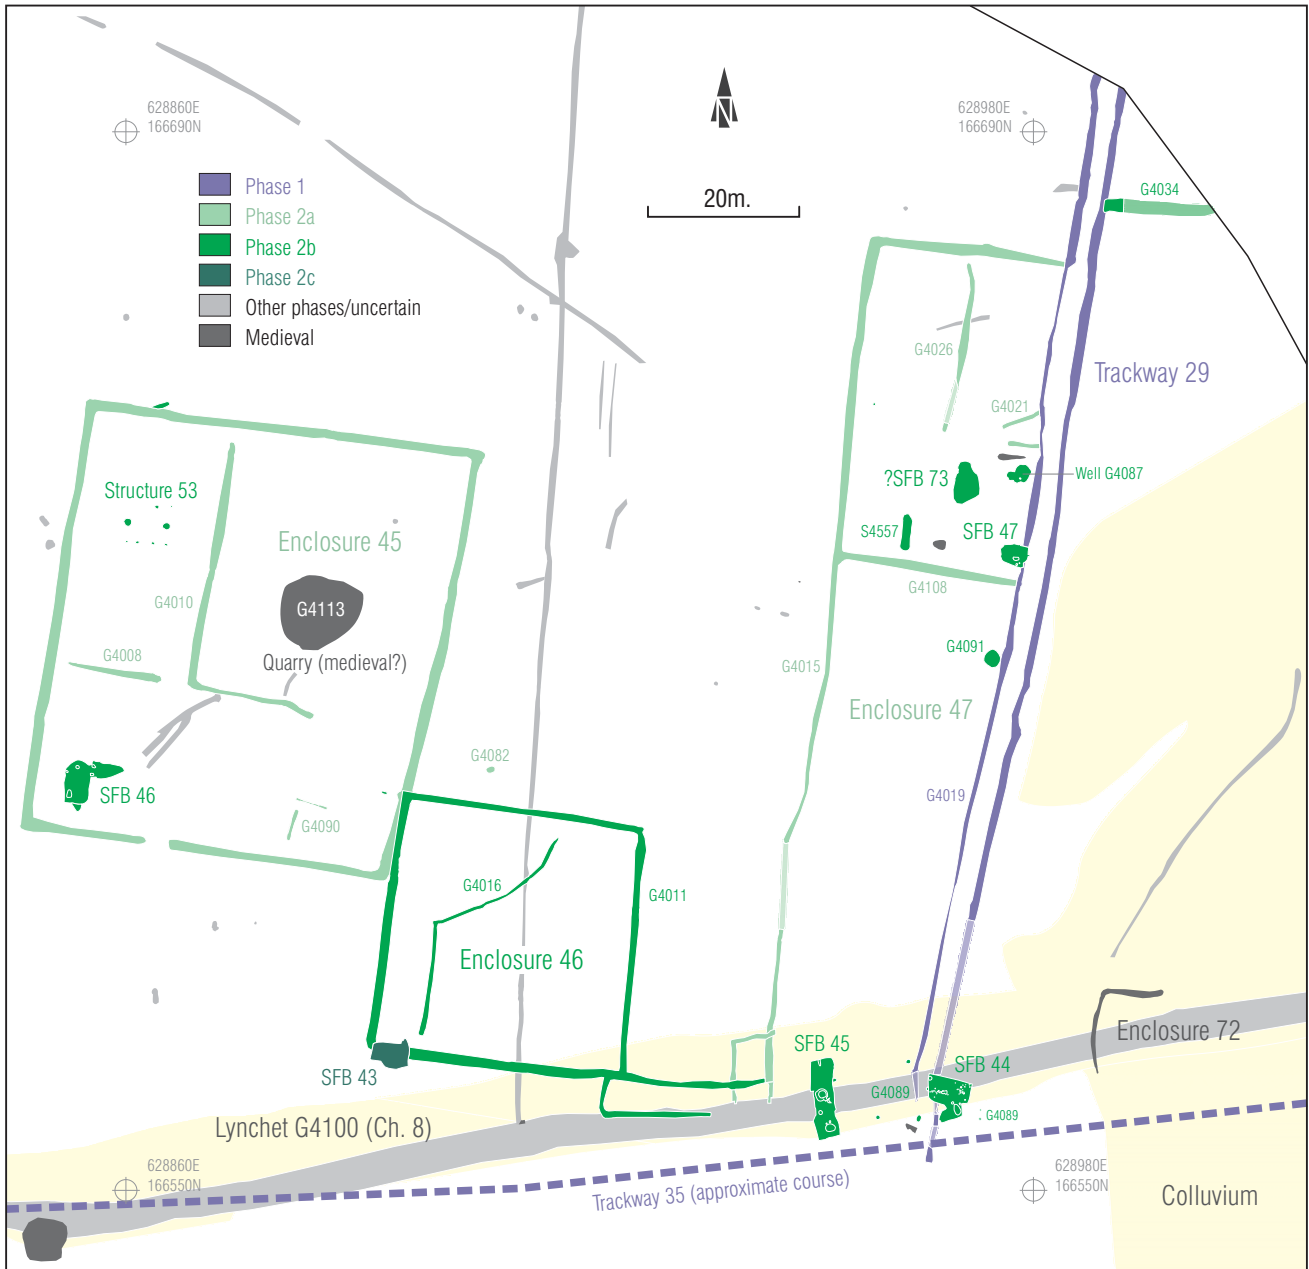 628860E
166690N
628980E
166690N
N
20m.
Phase 1
Phase 2a
Phase 2b
Phase 2c
Other phases/uncertain
Medieval
G4034
G4026
Trackway 29
G4021
?SFB 73
Well G4087
S4557
SFB 47
G4108
Structure 53
Enclosure 45
G4010
G4113
Quarry (medieval?)
G4008
G4091
G4015
Enclosure 47
G4082
SFB 46
G4090
G4019
G4016
G4011
Enclosure 46
Enclosure 72
SFB 45
SFB 44
SFB 43
G4089
G4089
Lynchet G4100 (Ch. 8)
628860E
166550N
628980E
166550N
Trackway 35 (approximate course)
Colluvium